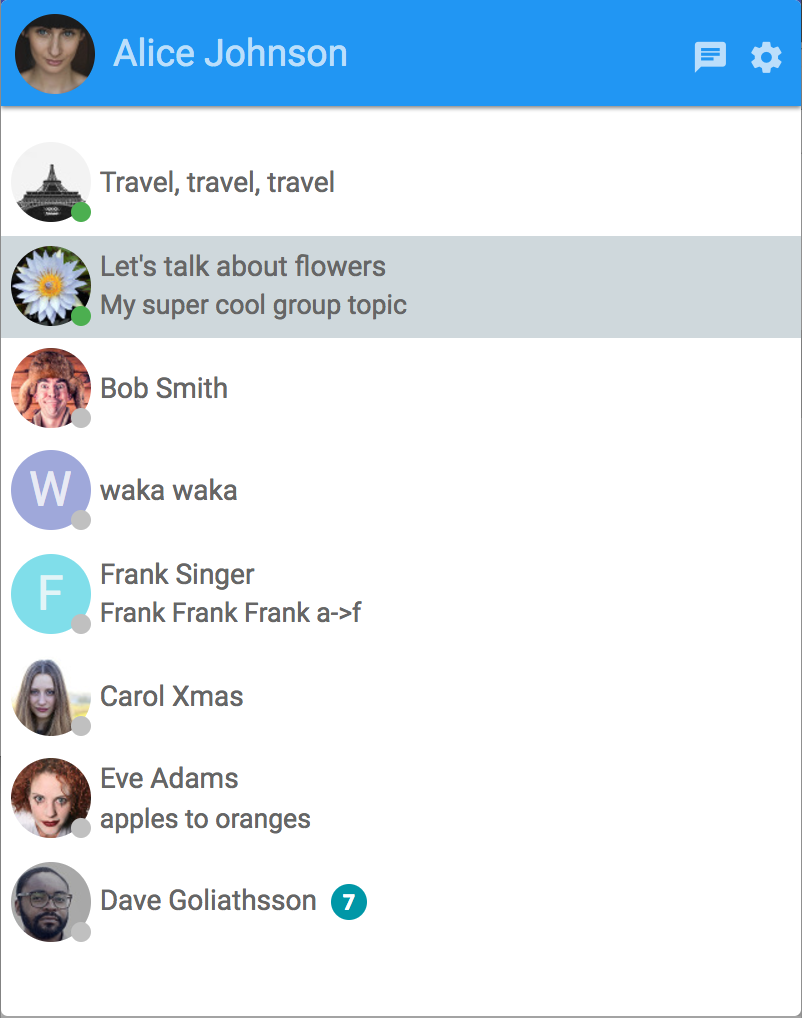 Alice Johnson
Travel, travel, travel
Let's talk about flowers
My super cool group topic
Bob Smith
W
waka waka
F
Frank Singer
Frank Frank Frank a->f
Carol Xmas
Eve Adams
apples to oranges
Dave Goliathsson 7